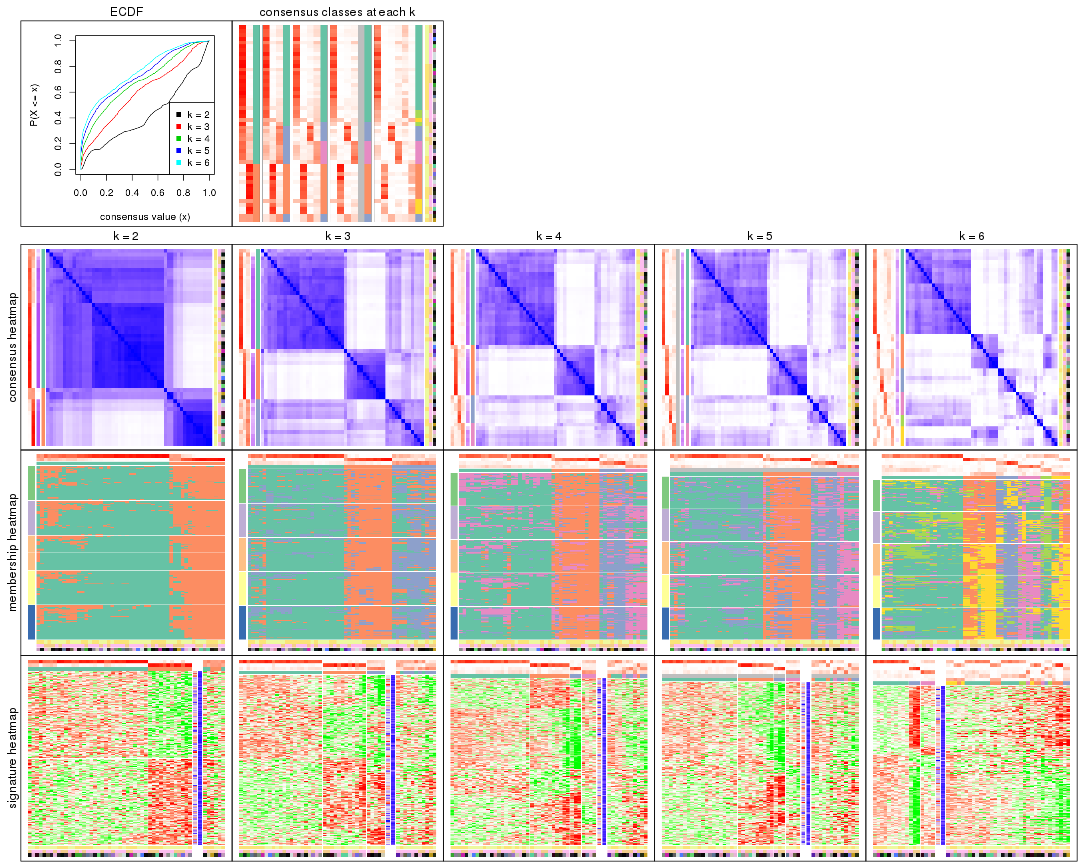 ECDF
consensus classes at each k
P(X <= x)
0.0 0.2 0.4 0.6 0.8 1.0
k = 2
k = 3
k = 4
k = 5
k = 6
0.0 0.2 0.4 0.6 0.8 1.0
consensus value (x)
k = 2
k = 3
k = 4
k = 5
k = 6
consensus heatmap
membership heatmap
signature heatmap